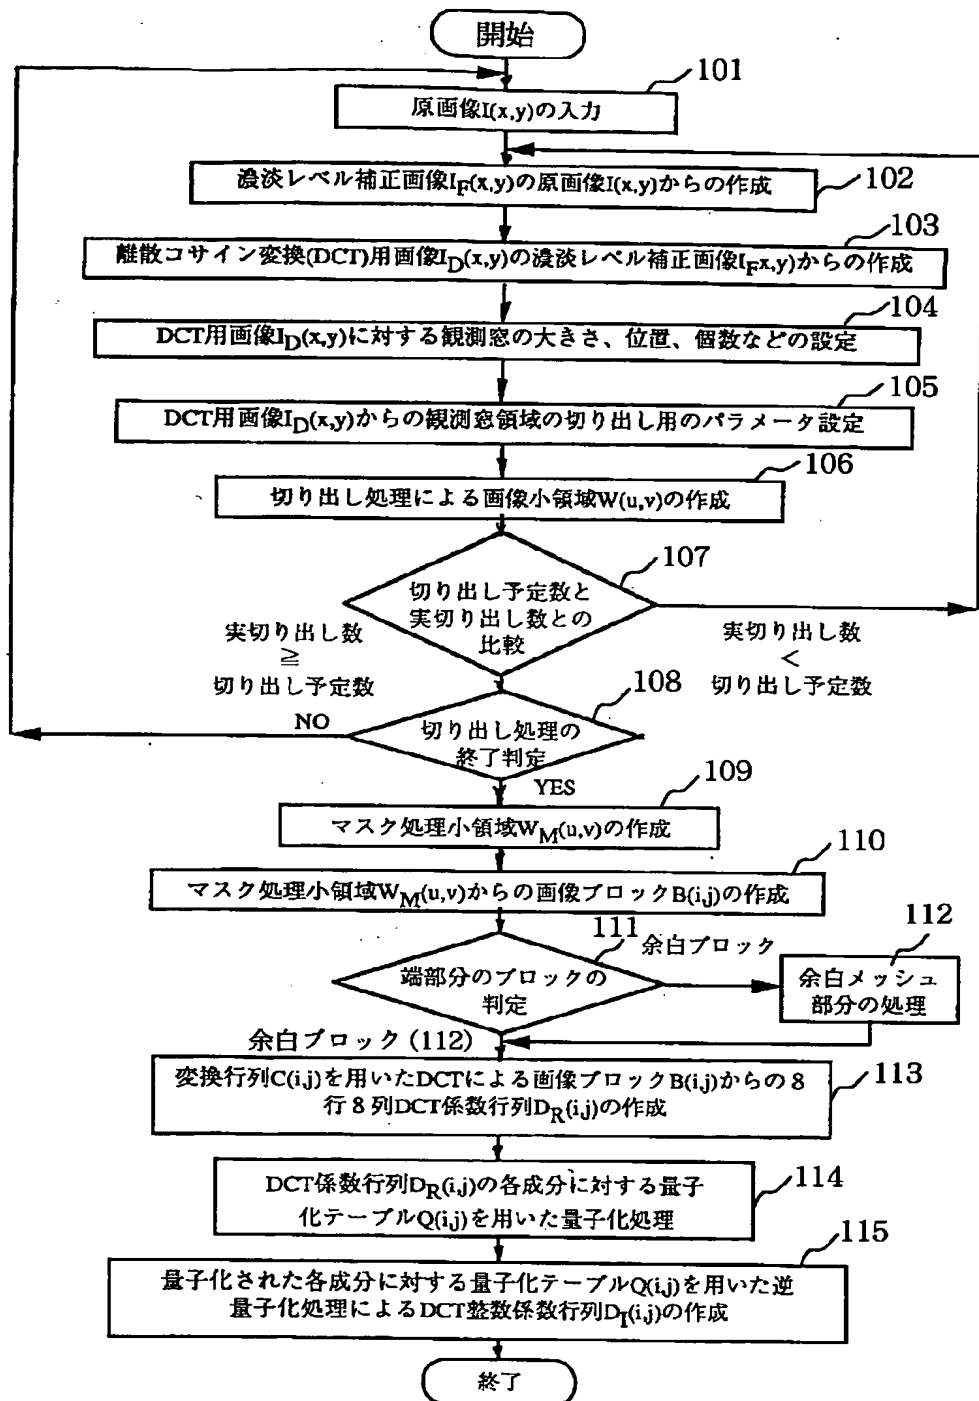 開始
101
原画像I(x,y)の入力
濃淡レベル補正画像IF(x,y)の原画像I(x,y)からの作成
102
103
離散コサイン変換(DCT)用画像ID(x,y)の濃淡レベル補正画像IFx,y)からの作成
104
DCT用画像ID(x,y)に対する観測窓の大きさ、位置、個数などの設定
105
DCT用画像ID(x,y)からの観測窓領域の切り出し用のパラメータ設定
106
切り出し処理による画像小領域W(u,v)の作成
107
切り出し予定数と
実切り出し数との
比較
実切り出し数
≧
切り出し予定数
実切り出し数
<
切り出し予定数
108
NO
切り出し処理の
終了判定
YES
109
マスク処理小領域WM(u,v)の作成
110
マスク処理小領域WM(u,v)からの画像ブロックB(i,j)の作成
111
余白ブロック
112
端部分のブロックの
判定
余白メッシュ
部分の処理
余白ブロック(112)
変換行列C(i,j)を用いたDCTによる画像ブロックB(i,j)からの8
行8列DCT係数行列DR(i,j)の作成
113
DCT係数行列DR(i,j)の各成分に対する量子
化テーブルQ(i,j)を用いた量子化処理
114
115
量子化された各成分に対する量子化テーブルQ(i,j)を用いた逆
量子化処理によるDCT整数係数行列DI(i,j)の作成
終了